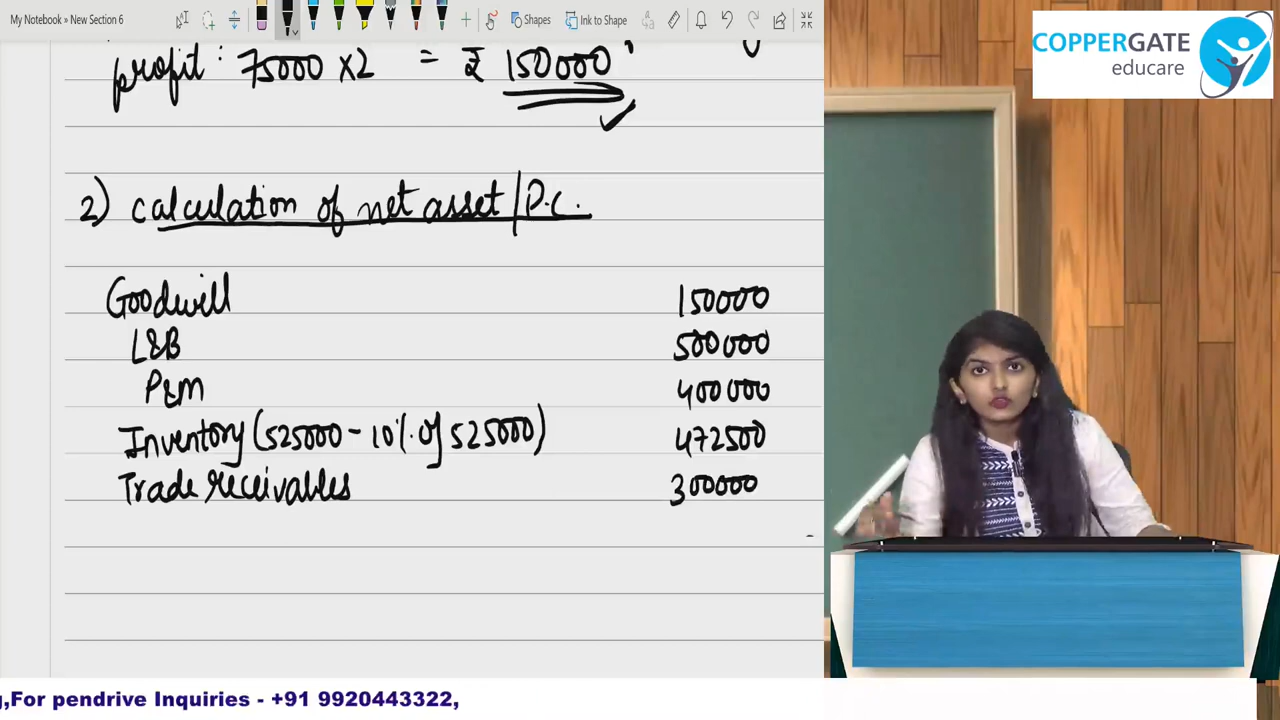 My Notebook » New Section 6
Shapes
Ink to Shape
COPPERGATE
educare
profit : 75000 x2 = ₹ 150000
2) calculation of net asset/P.C.
Goodwill 150000
L&B 500000
P&M 400000
Inventory (525000 - 10% of 525000) 472500
Trade receivables 300000
,For pendrive Inquiries - +91 9920443322,